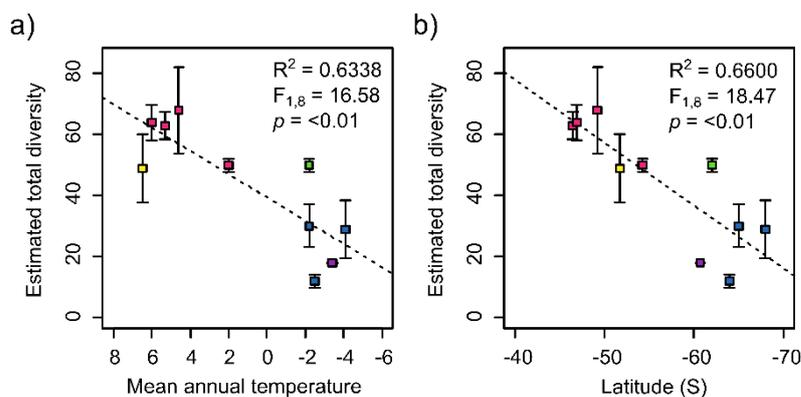 a)
R² = 0.6338
F₁,₈ = 16.58
p = <0.01
Estimated total diversity
80
60
40
20
0
8 6 4 2 0 -2 -4 -6
Mean annual temperature
b)
R² = 0.6600
F₁,₈ = 18.47
p = <0.01
Estimated total diversity
80
60
40
20
0
-40 -50 -60 -70
Latitude (S)